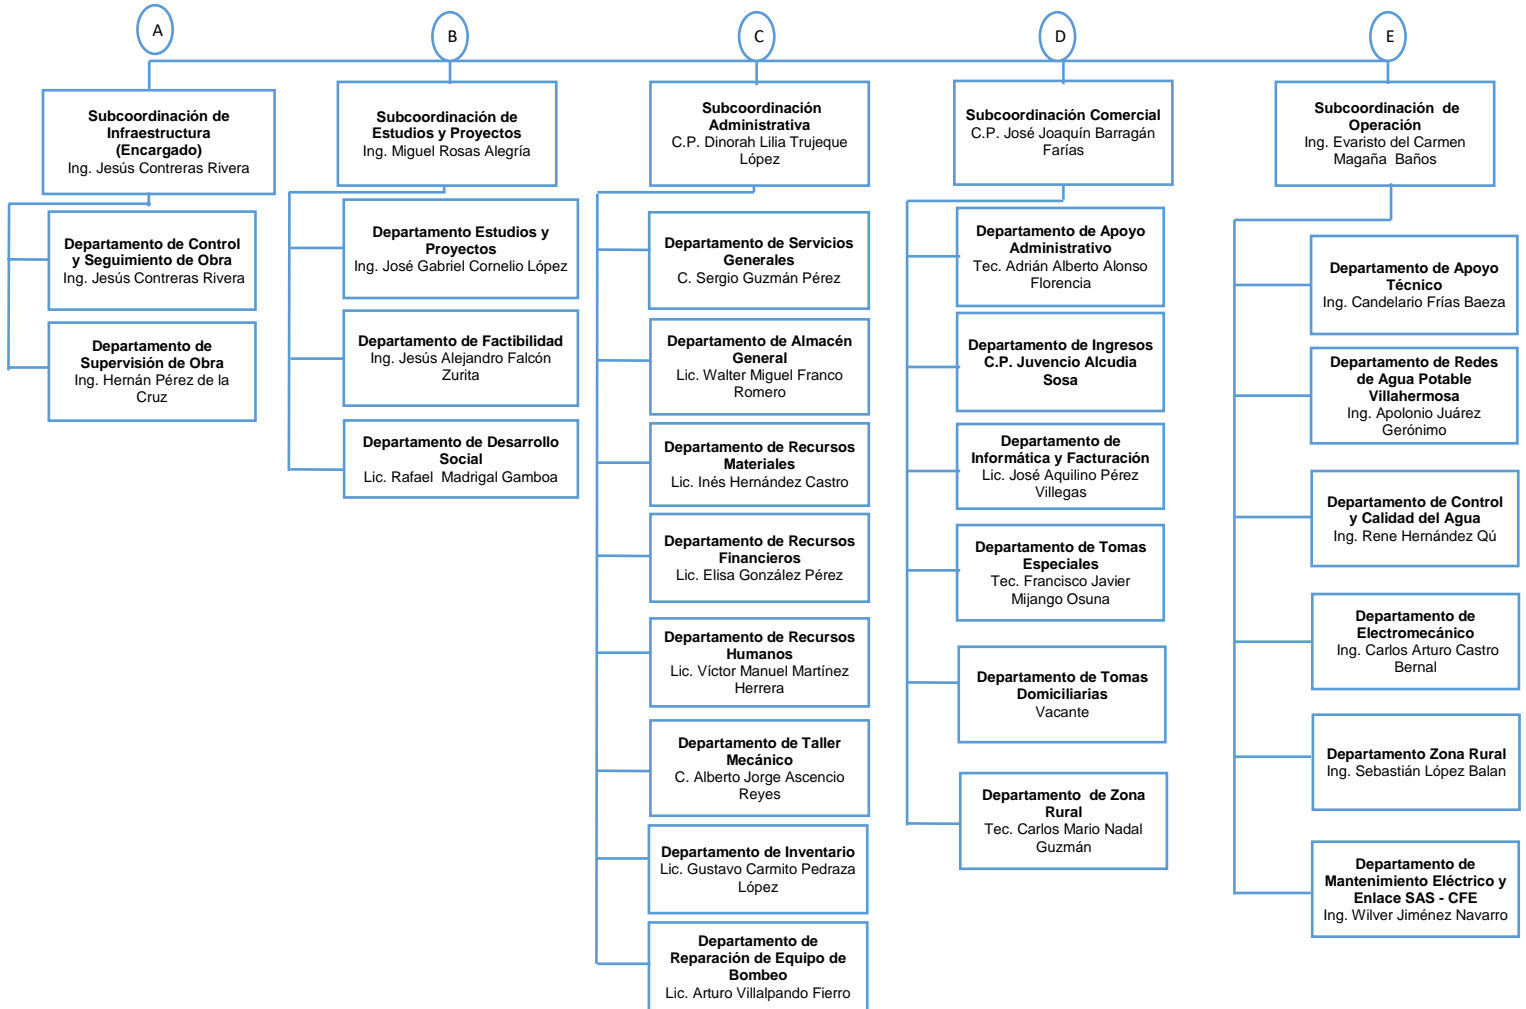 A
B
C
D
E
Subcoordinación de
Infraestructura
(Encargado)
Ing. Jesús Contreras Rivera
Departamento de Control
y Seguimiento de Obra
Ing. Jesús Contreras Rivera
Departamento de
Supervisión de Obra
Ing. Hernán Pérez de la
Cruz
Subcoordinación de
Estudios y Proyectos
Ing. Miguel Rosas Alegría
Departamento Estudios y
Proyectos
Ing. José Gabriel Cornelio López
Departamento de Factibilidad
Ing. Jesús Alejandro Falcón
Zurita
Departamento de Desarrollo
Social
Lic. Rafael Madrigal Gamboa
Subcoordinación
Administrativa
C.P. Dinorah Lilia Trujeque
López
Departamento de Servicios
Generales
C. Sergio Guzmán Pérez
Departamento de Almacén
General
Lic. Walter Miguel Franco
Romero
Departamento de Recursos
Materiales
Lic. Inés Hernández Castro
Departamento de Recursos
Financieros
Lic. Elisa González Pérez
Departamento de Recursos
Humanos
Lic. Víctor Manuel Martínez
Herrera
Departamento de Taller
Mecánico
C. Alberto Jorge Ascencio
Reyes
Departamento de Inventario
Lic. Gustavo Carmito Pedraza
López
Departamento de
Reparación de Equipo de
Bombeo
Lic. Arturo Villalpando Fierro
Subcoordinación Comercial
C.P. José Joaquín Barragán
Farías
Departamento de Apoyo
Administrativo
Tec. Adrián Alberto Alonso
Florencia
Departamento de Ingresos
C.P. Juvencio Alcudia
Sosa
Departamento de
Informática y Facturación
Lic. José Aquilino Pérez
Villegas
Departamento de Tomas
Especiales
Tec. Francisco Javier
Mijango Osuna
Departamento de Tomas
Domiciliarias
Vacante
Departamento de Zona
Rural
Tec. Carlos Mario Nadal
Guzmán
Subcoordinación de
Operación
Ing. Evaristo del Carmen
Magaña Baños
Departamento de Apoyo
Técnico
Ing. Candelario Frías Baeza
Departamento de Redes
de Agua Potable
Villahermosa
Ing. Apolonio Juárez
Gerónimo
Departamento de Control
y Calidad del Agua
Ing. Rene Hernández Qú
Departamento de
Electromecánico
Ing. Carlos Arturo Castro
Bernal
Departamento Zona Rural
Ing. Sebastián López Balan
Departamento de
Mantenimiento Eléctrico y
Enlace SAS - CFE
Ing. Wilver Jiménez Navarro